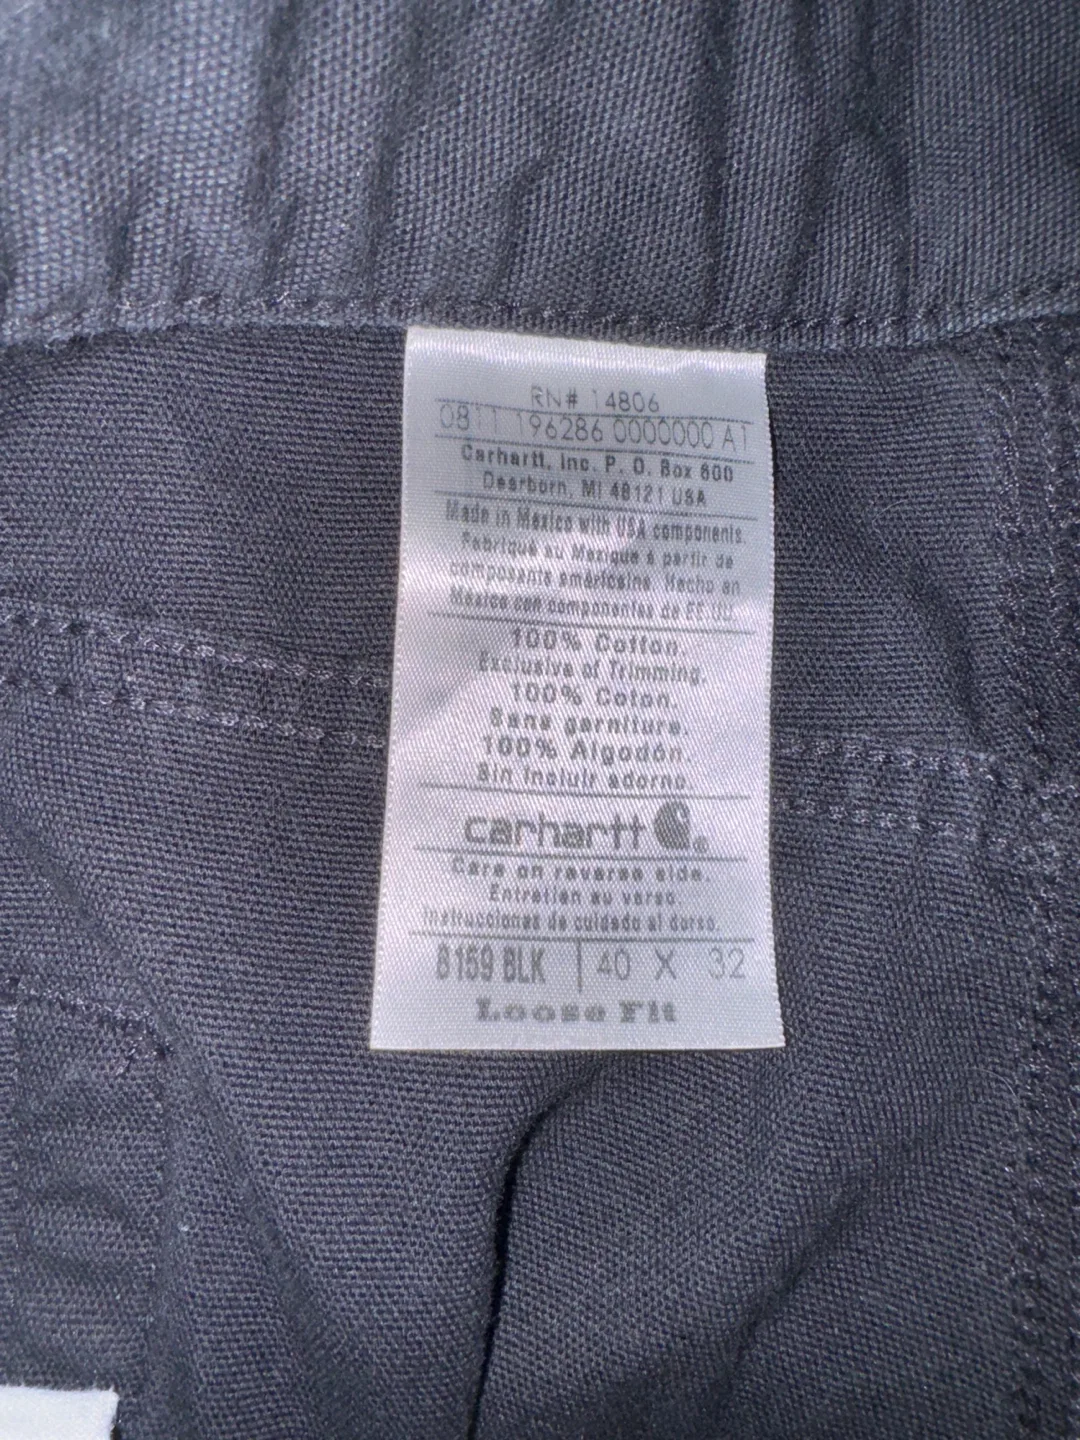 RN# 14806
0811 196286 0000000 A1
Carhartt, Inc. P. O. Box 600
Dearborn, MI 48121 USA
Made in Mexico with USA components.
Fabriqué au Mexique á partir de
composants américains. Hecho en
México con componentes de EE.UU.
100% Cotton.
Exclusive of Trimming.
100% Coton.
Sans garniture.
100% Algodón.
Sin incluir adorno.
carhartt
Care on reverse side.
Entretien au verso.
Instrucciones de cuidado al dorso.
B159 BLK | 40 X 32
Loose Fit